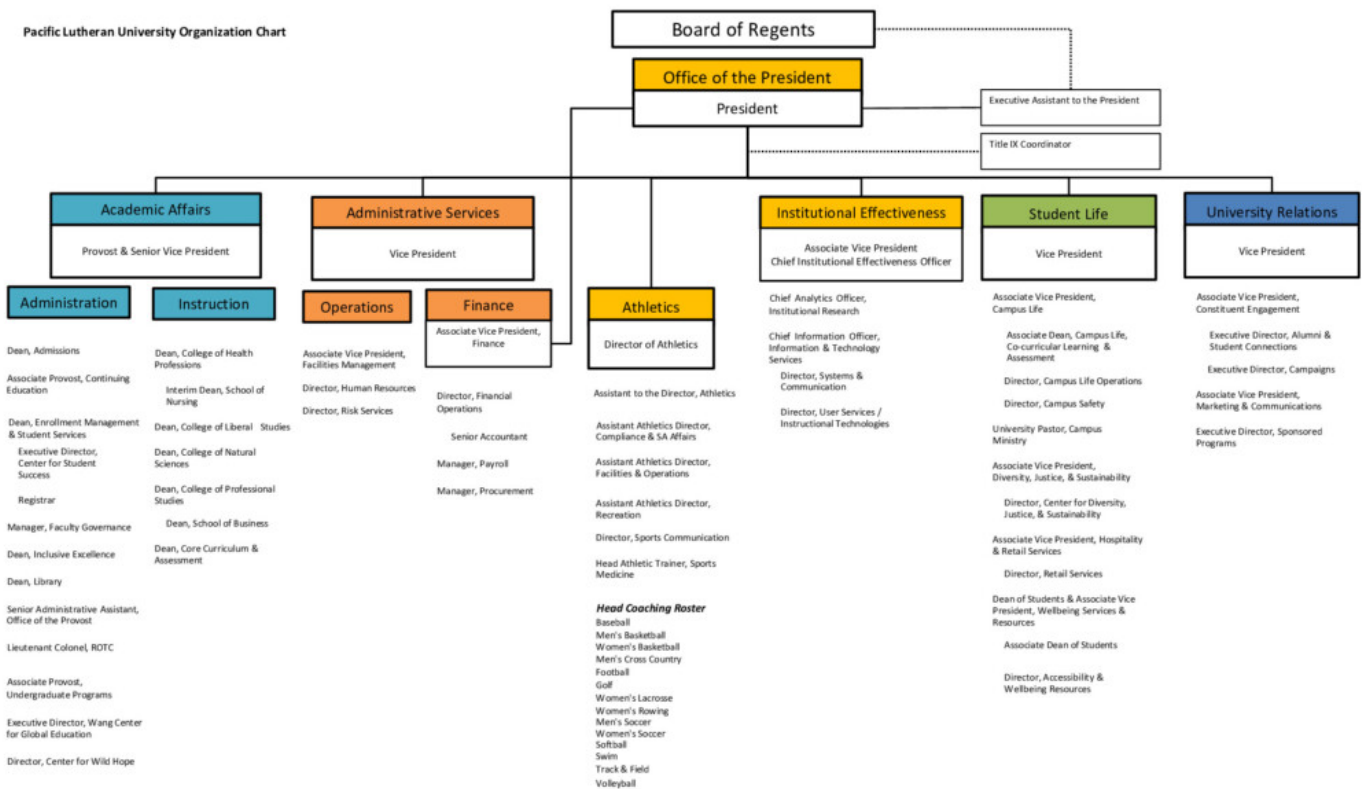 Pacific Lutheran University Organization Chart
Board of Regents
Office of the President
President
Executive Assistant to the President
Title IX Coordinator
Academic Affairs
Provost & Senior Vice President
Administrative Services
Vice President
Institutional Effectiveness
Associate Vice President
Chief Institutional Effectiveness Officer
Student Life
Vice President
University Relations
Vice President
Administration
Dean, Admissions
Associate Provost, Continuing
Education
Dean, Enrollment Management
& Student Services
Executive Director,
Center for Student
Success
Registrar
Manager, Faculty Governance
Dean, Inclusive Excellence
Dean, Library
Senior Administrative Assistant,
Office of the Provost
Lieutenant Colonel, ROTC
Associate Provost,
Undergraduate Programs
Executive Director, Wang Center
for Global Education
Director, Center for Wild Hope
Instruction
Dean, College of Health
Professions
Interim Dean, School of
Nursing
Dean, College of Liberal Studies
Dean, College of Natural
Sciences
Dean, College of Professional
Studies
Dean, School of Business
Dean, Core Curriculum &
Assessment
Operations
Associate Vice President,
Facilities Management
Director, Human Resources
Director, Risk Services
Finance
Associate Vice President,
Finance
Director, Financial
Operations
Senior Accountant
Manager, Payroll
Manager, Procurement
Athletics
Director of Athletics
Assistant to the Director, Athletics
Assistant Athletics Director,
Compliance & SA Affairs
Assistant Athletics Director,
Facilities & Operations
Assistant Athletics Director,
Recreation
Director, Sports Communication
Head Athletic Trainer, Sports
Medicine
Head Coaching Roster
Baseball
Men's Basketball
Women's Basketball
Men's Cross Country
Football
Golf
Women's Lacrosse
Women's Rowing
Men's Soccer
Women's Soccer
Softball
Swim
Track & Field
Volleyball
Chief Analytics Officer,
Institutional Research
Chief Information Officer,
Information & Technology
Services
Director, Systems &
Communication
Director, User Services /
Instructional Technologies
Associate Vice President,
Campus Life
Associate Dean, Campus Life,
Co-curricular Learning &
Assessment
Director, Campus Life Operations
Director, Campus Safety
University Pastor, Campus
Ministry
Associate Vice President,
Diversity, Justice, & Sustainability
Director, Center for Diversity,
Justice, & Sustainability
Associate Vice President, Hospitality
& Retail Services
Director, Retail Services
Dean of Students & Associate Vice
President, Wellbeing Services &
Resources
Associate Dean of Students
Director, Accessibility &
Wellbeing Resources
Associate Vice President,
Constituent Engagement
Executive Director, Alumni &
Student Connections
Executive Director, Campaigns
Associate Vice President,
Marketing & Communications
Executive Director, Sponsored
Programs